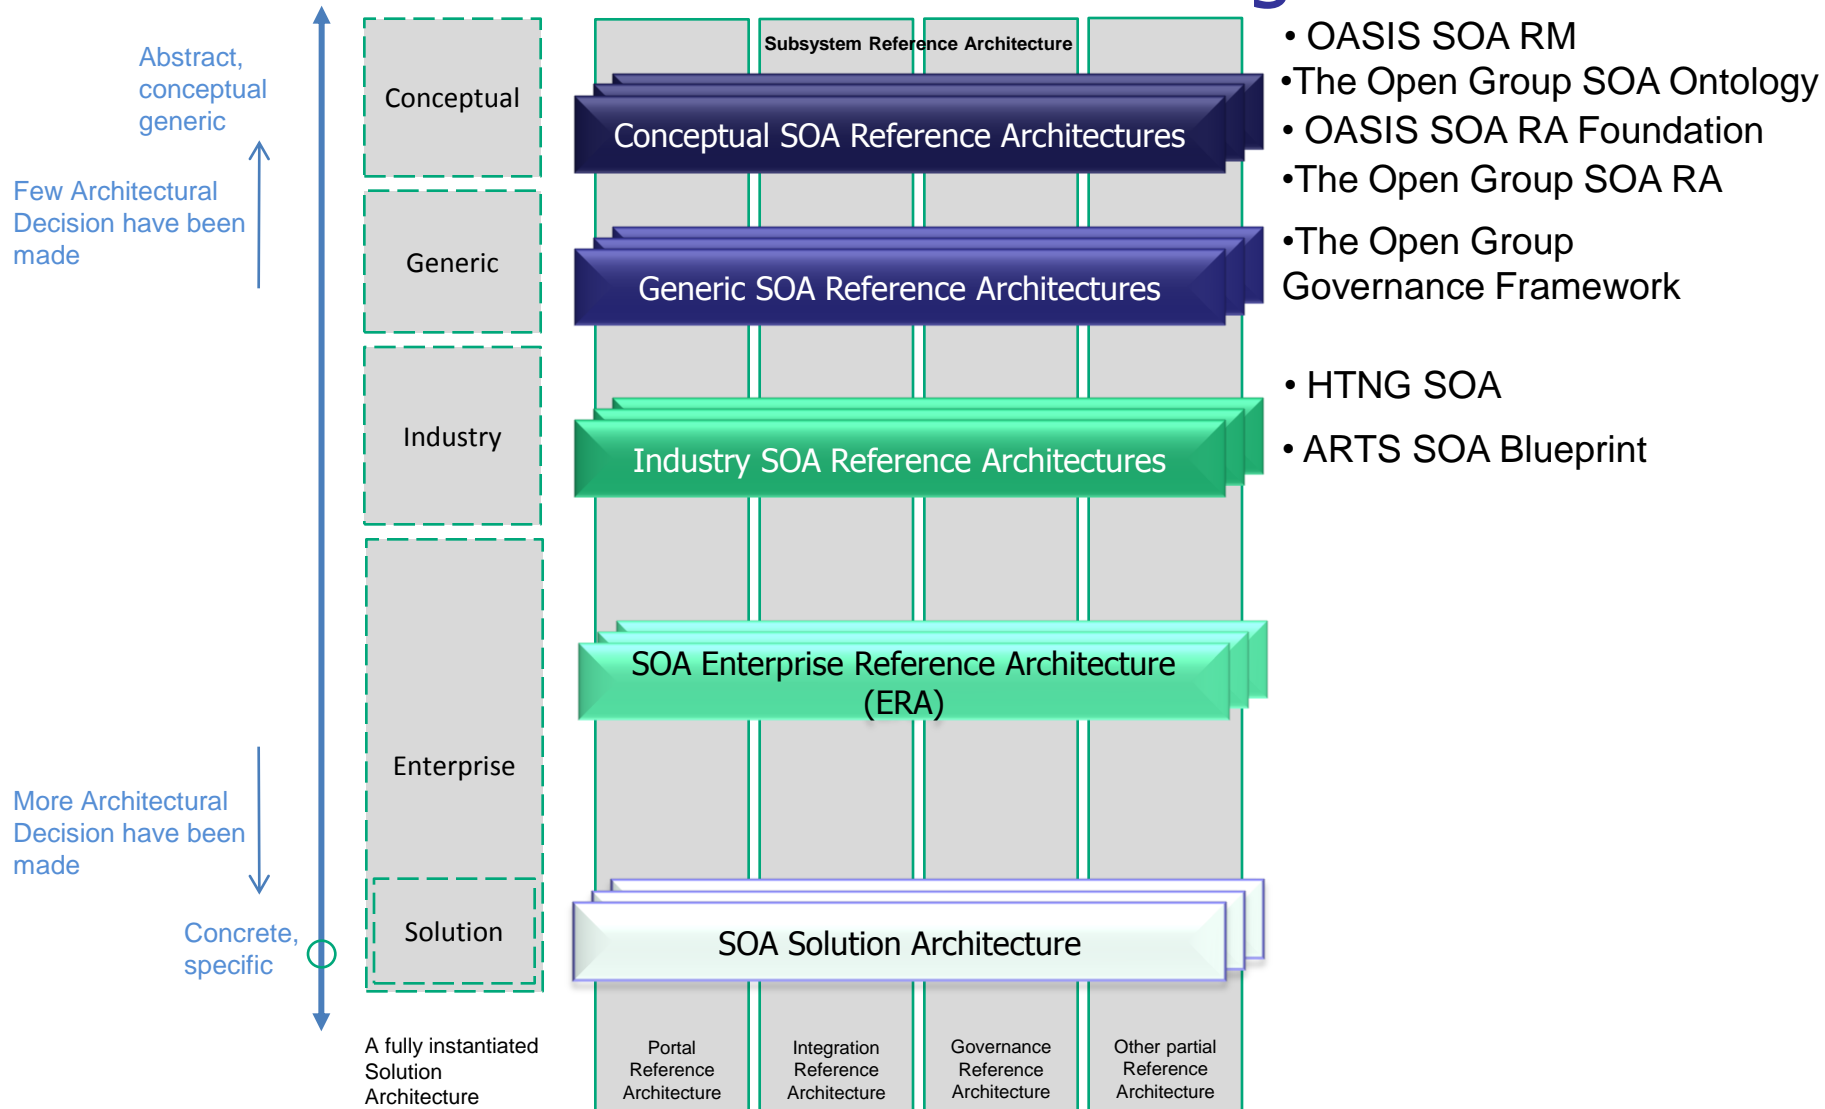 Abstract,
conceptual
generic
Few Architectural
Decision have been
made
More Architectural
Decision have been
made
Concrete,
specific
Conceptual
Generic
Industry
Enterprise
Solution
A fully instantiated
Solution
Architecture
Subsystem Reference Architecture
Conceptual SOA Reference Architectures
Generic SOA Reference Architectures
Industry SOA Reference Architectures
SOA Enterprise Reference Architecture
(ERA)
SOA Solution Architecture
Portal
Reference
Architecture
Integration
Reference
Architecture
Governance
Reference
Architecture
Other partial
Reference
Architecture
• OASIS SOA RM
•The Open Group SOA Ontology
• OASIS SOA RA Foundation
•The Open Group SOA RA
•The Open Group
Governance Framework
• HTNG SOA
• ARTS SOA Blueprint